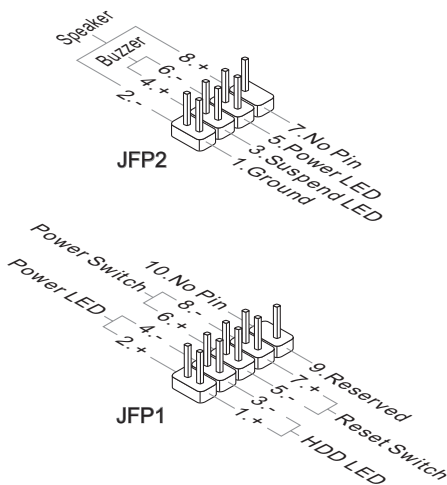 Speaker
Buzzer
8.+
6.-
4.+
2.-
7.No Pin
5.Power LED
3.Suspend LED
1.Ground
JFP2
10.No Pin
Power Switch
8.-
6.+
Power LED
4.-
2.+
9.Reserved
7.+
5.-
Reset Switch
3.-
1.+
HDD LED
JFP1